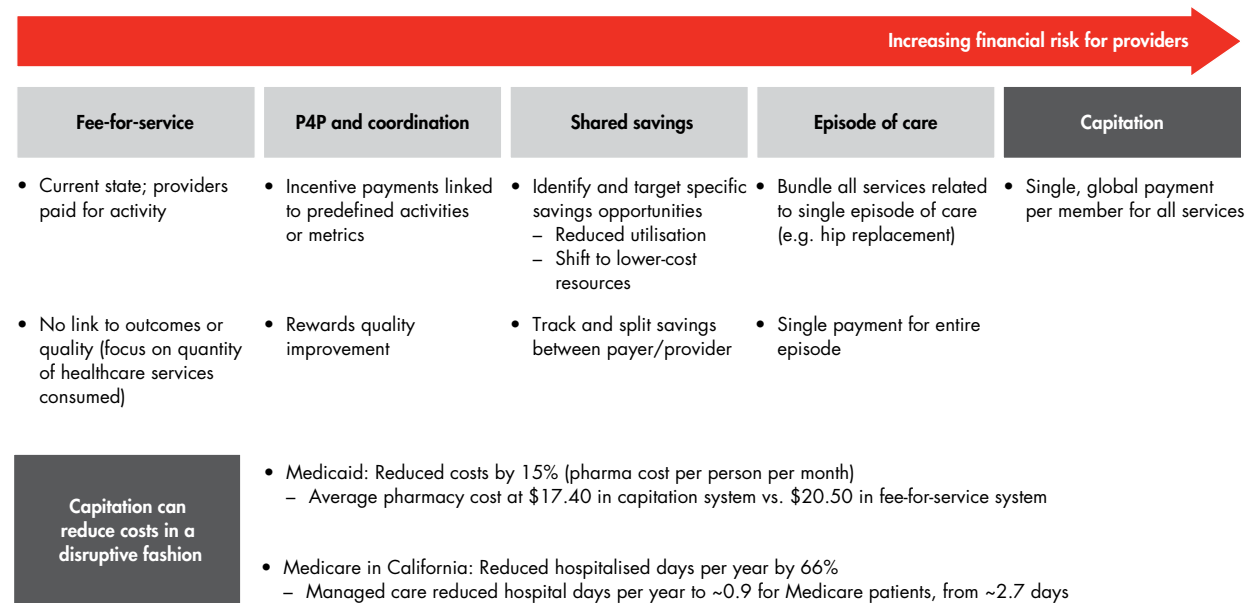 Increasing financial risk for providers
Fee-for-service
P4P and coordination
Shared savings
Episode of care
Capitation
• Current state; providers
paid for activity
• No link to outcomes or
quality (focus on quantity
of healthcare services
consumed)
• Incentive payments linked
to predefined activities
or metrics
• Rewards quality
improvement
• Identify and target specific
savings opportunities
– Reduced utilisation
– Shift to lower-cost
resources
• Track and split savings
between payer/provider
• Bundle all services related
to single episode of care
(e.g. hip replacement)
• Single payment for entire
episode
• Single, global payment
per member for all services
Capitation can
reduce costs in a
disruptive fashion
• Medicaid: Reduced costs by 15% (pharma cost per person per month)
– Average pharmacy cost at $17.40 in capitation system vs. $20.50 in fee-for-service system
• Medicare in California: Reduced hospitalised days per year by 66%
– Managed care reduced hospital days per year to ~0.9 for Medicare patients, from ~2.7 days